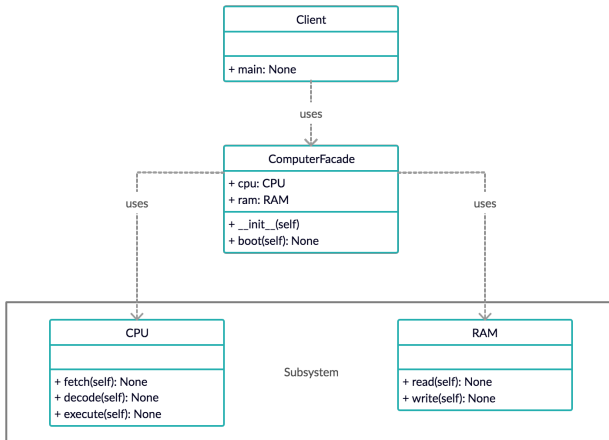 Client
+ main: None
uses
ComputerFacade
+ cpu: CPU
+ ram: RAM
+ __init__(self)
+ boot(self): None
uses
uses
CPU
+ fetch(self): None
+ decode(self): None
+ execute(self): None
Subsystem
RAM
+ read(self): None
+ write(self): None